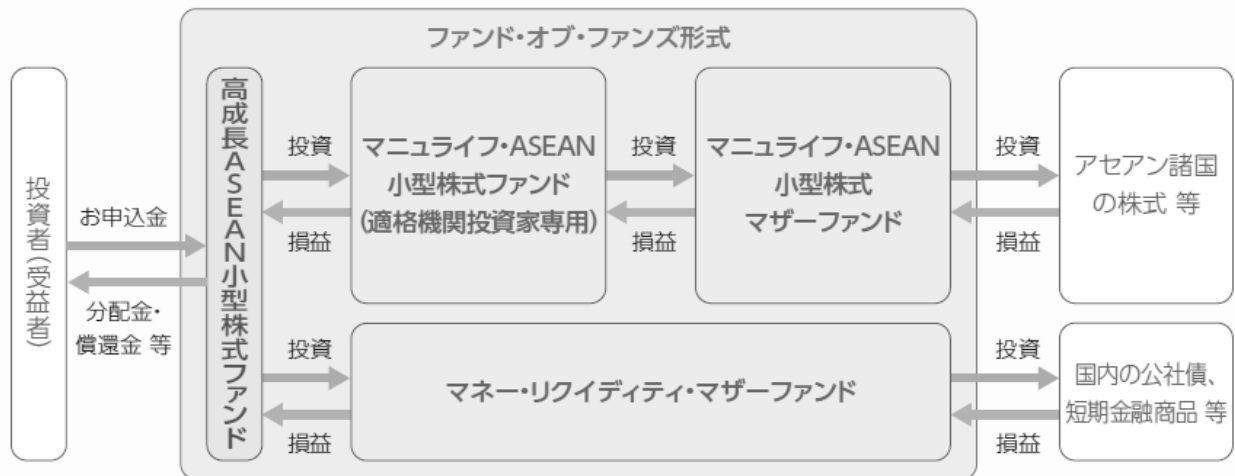 ファンド・オブ・ファンズ形式
投資者(受益者)
お申込金
分配金・
償還金 等
高成長ASEAN小型株式ファンド
投資
損益
マニュライフ・ASEAN
小型株式ファンド
(適格機関投資家専用)
投資
損益
マニュライフ・ASEAN
小型株式
マザーファンド
投資
損益
アセアン諸国
の株式 等
投資
損益
マネー・リクイディティ・マザーファンド
投資
損益
国内の公社債、
短期金融商品 等